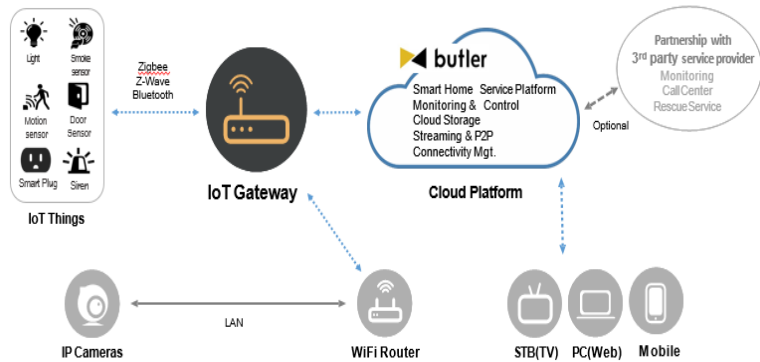 Light
Smoke
sensor
Motion
sensor
Door
Sensor
Smart Plug
Siren
IoT Things
Zigbee
Z-Wave
Bluetooth
IoT Gateway
butler
Smart Home Service Platform
Monitoring & Control
Cloud Storage
Streaming & P2P
Connectivity Mgt.
Cloud Platform
Optional
Partnership with
3rd party service provider
Monitoring
Call Center
Rescue Service
IP Cameras
LAN
WiFi Router
STB(TV)
PC(Web)
Mobile